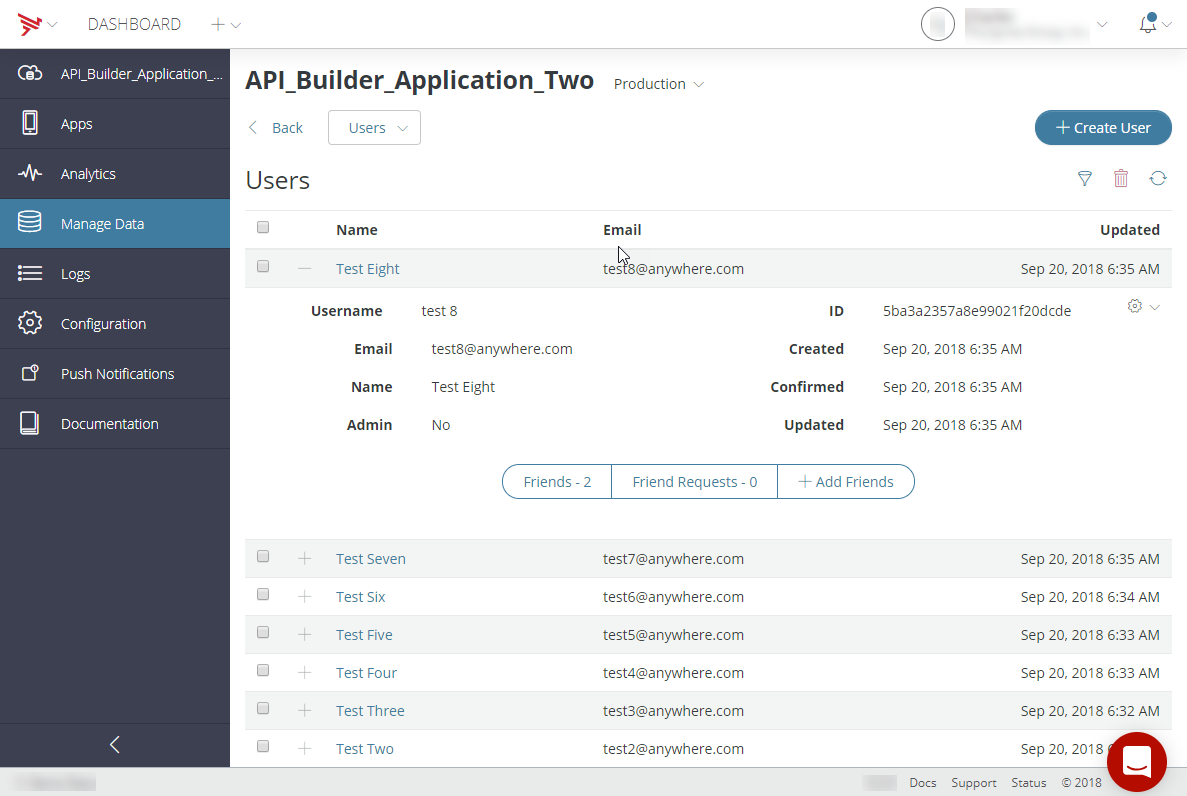 DASHBOARD
API_Builder_Application_...
Apps
Analytics
Manage Data
Logs
Configuration
Push Notifications
Documentation
API_Builder_Application_Two Production
Back Users Create User
Users
Name Email Updated
Test Eight test8@anywhere.com Sep 20, 2018 6:35 AM
Username test 8 ID 5ba3a2357a8e99021f20dcde
Email test8@anywhere.com Created Sep 20, 2018 6:35 AM
Name Test Eight Confirmed Sep 20, 2018 6:35 AM
Admin No Updated Sep 20, 2018 6:35 AM
Friends - 2 Friend Requests - 0 Add Friends
Test Seven test7@anywhere.com Sep 20, 2018 6:35 AM
Test Six test6@anywhere.com Sep 20, 2018 6:34 AM
Test Five test5@anywhere.com Sep 20, 2018 6:33 AM
Test Four test4@anywhere.com Sep 20, 2018 6:33 AM
Test Three test3@anywhere.com Sep 20, 2018 6:32 AM
Test Two test2@anywhere.com Sep 20, 2018
Docs Support Status © 2018